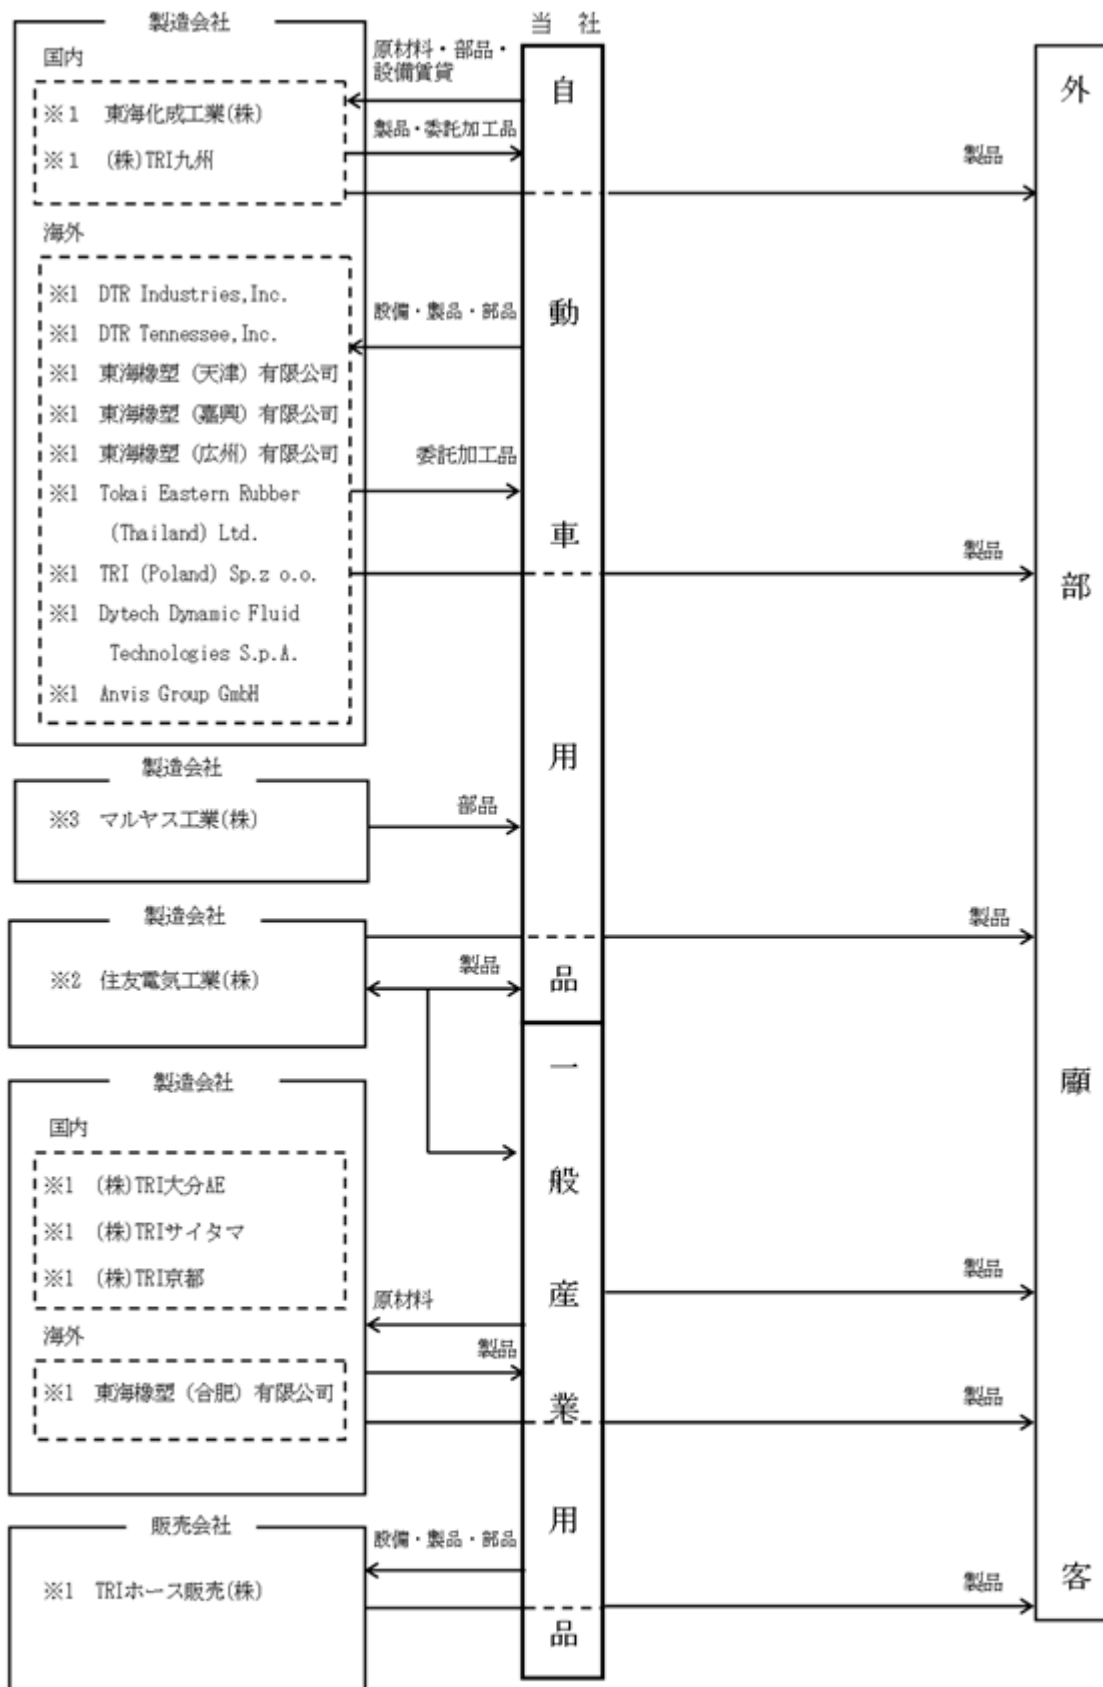 製造会社
国内
※1 東海化成工業(株)
※1 (株)TRI九州
海外
※1 DTR Industries,Inc.
※1 DTR Tennessee,Inc.
※1 東海橡塑（天津）有限公司
※1 東海橡塑（嘉興）有限公司
※1 東海橡塑（広州）有限公司
※1 Tokai Eastern Rubber
(Thailand) Ltd.
※1 TRI (Poland) Sp.z o.o.
※1 Dytech Dynamic Fluid
Technologies S.p.A.
※1 Anvis Group GmbH
製造会社
※3 マルヤス工業(株)
製造会社
※2 住友電気工業(株)
製造会社
国内
※1 (株)TRI大分AE
※1 (株)TRIサイタマ
※1 (株)TRI京都
海外
※1 東海橡塑（合肥）有限公司
販売会社
※1 TRIホース販売(株)
原材料・部品・
設備賃貸
製品・委託加工品
設備・製品・部品
委託加工品
部品
製品
原材料
製品
設備・製品・部品
当 社
自動車用品
一般産業用品
製品
製品
製品
製品
製品
製品
外部顧客